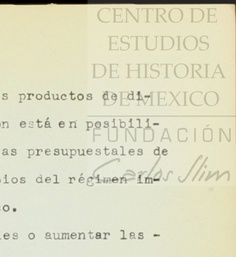 CENTRO DE
ESTUDIOS
DE HISTORIA
DE MEXICO
FUNDACIÓN
Carlos Slim
s productos de di-
n está en posibili-
as presupuestales de
ios del régimen im-
o.
es o aumentar las -